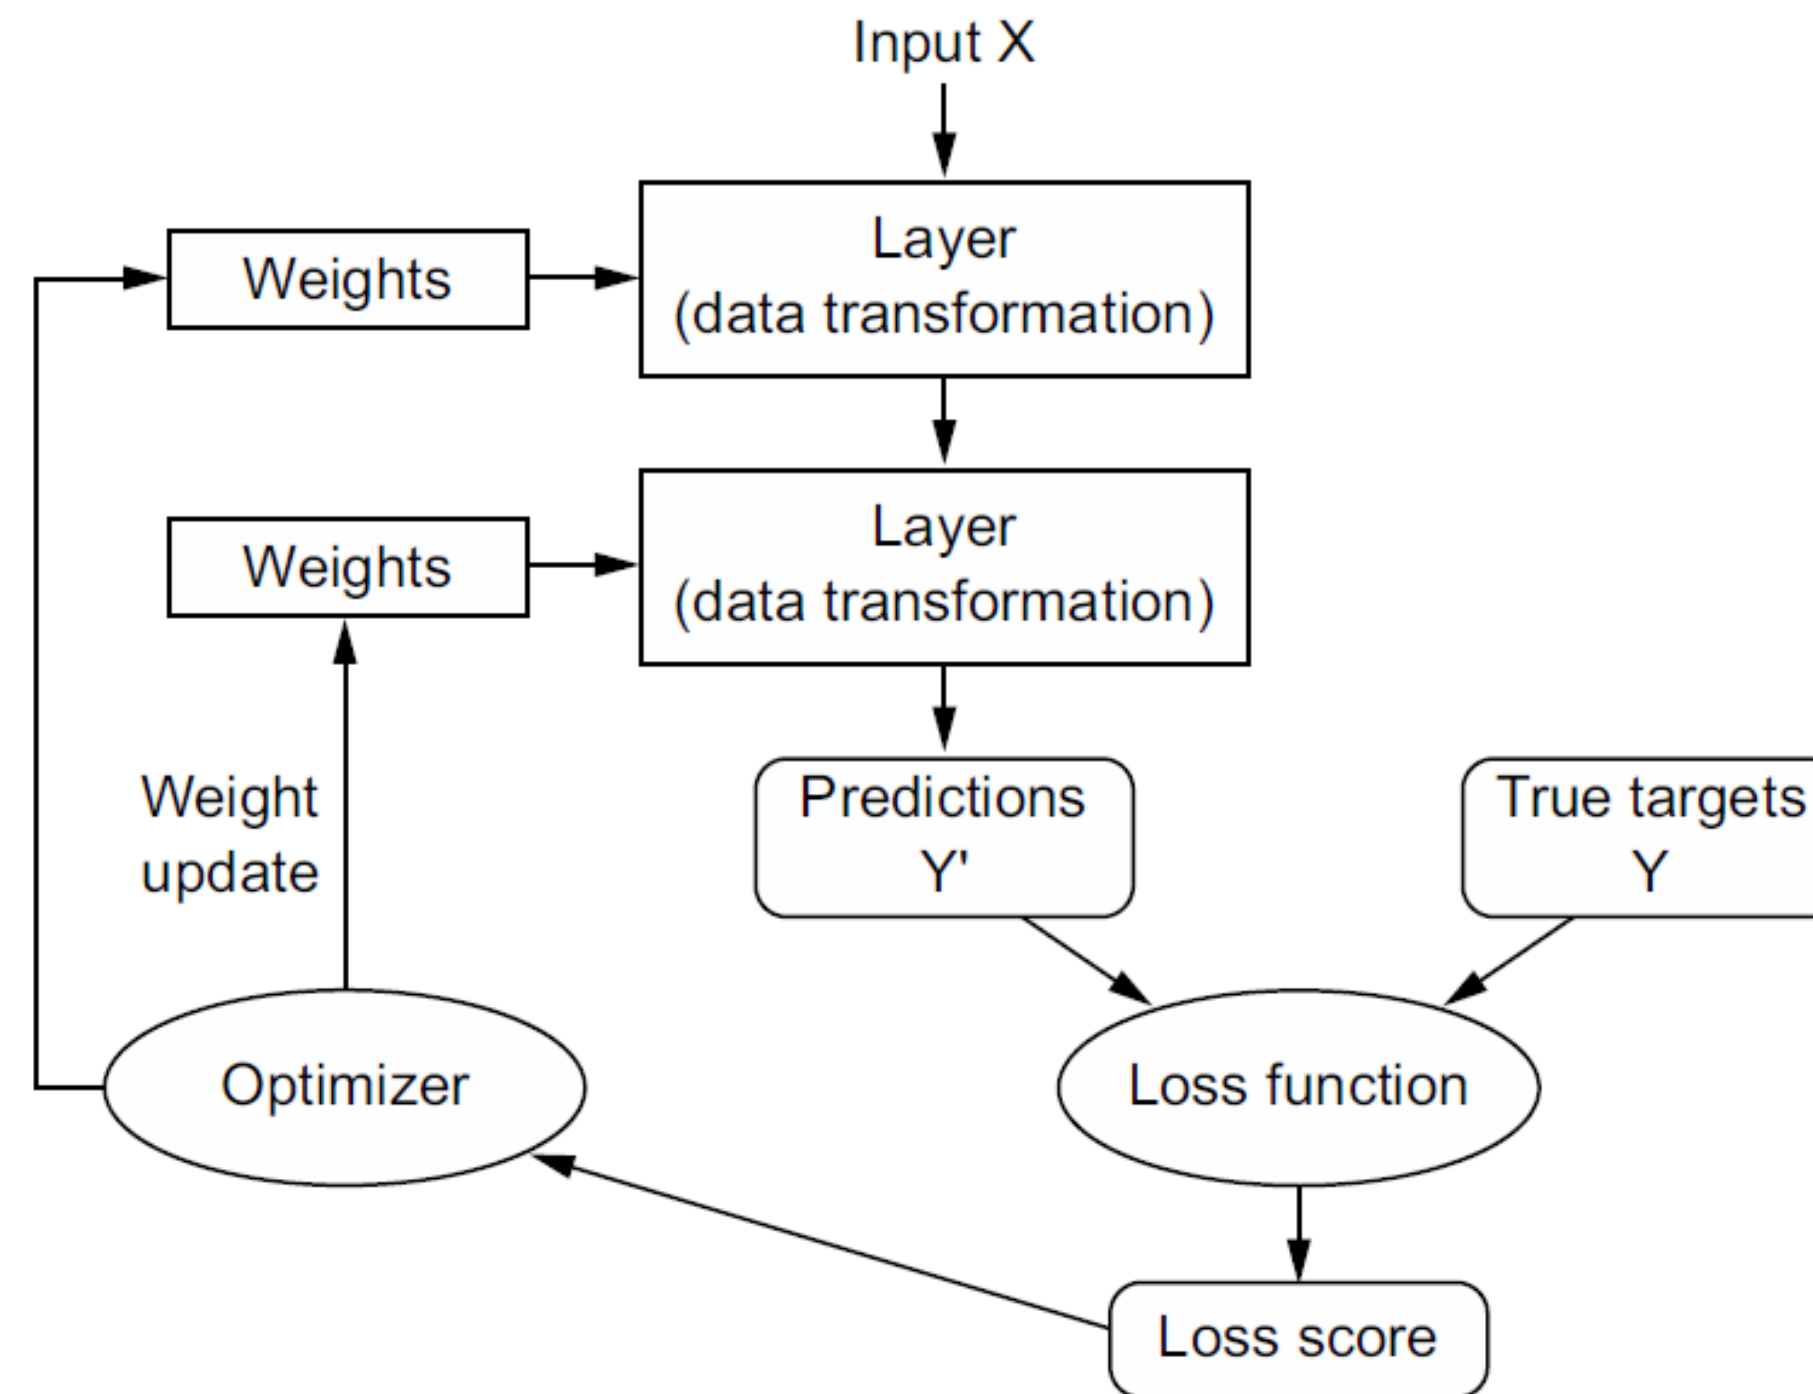 Input X
Layer
(data transformation)
Weights
Layer
(data transformation)
Weights
Weight
update
Predictions
Y'
True targets
Y
Optimizer
Loss function
Loss score